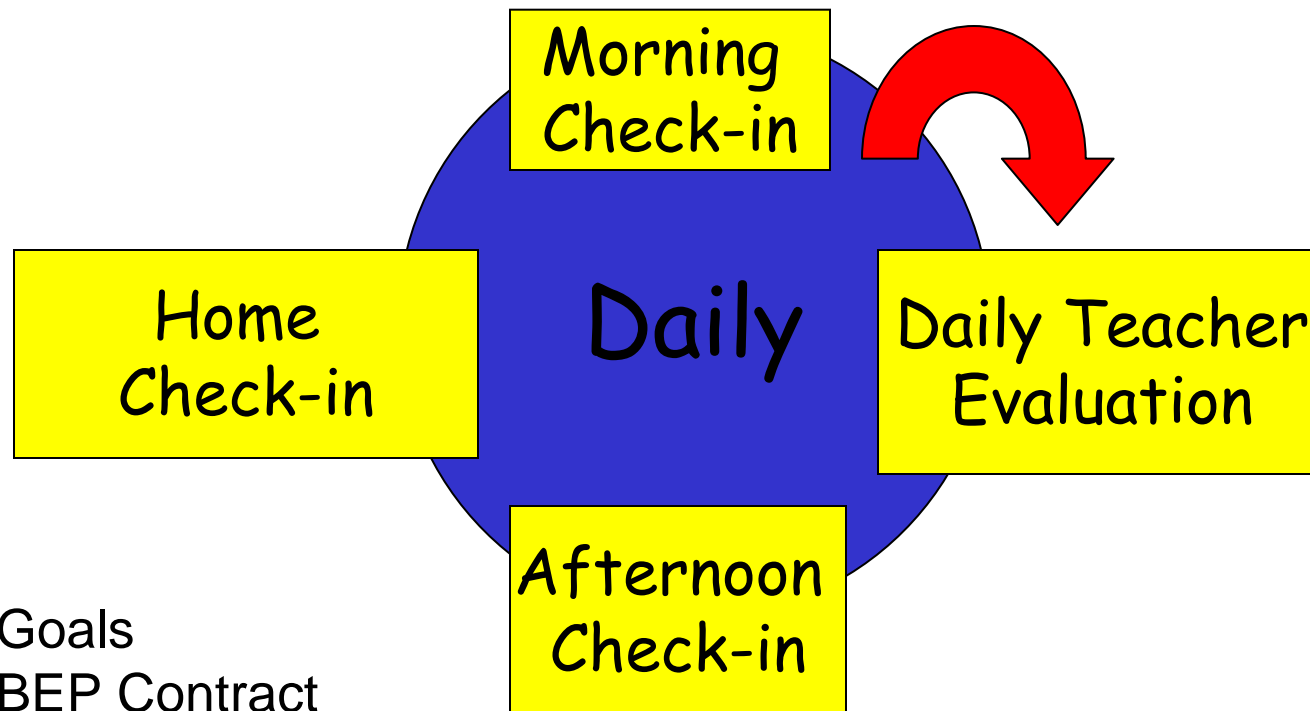 Morning
Check-in
Home
Check-in
Daily
Daily Teacher
Evaluation
Afternoon
Check-in
Goals
BEP Contract